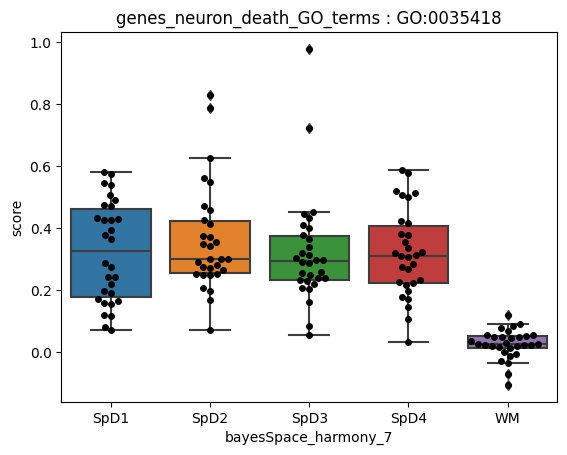 genes_neuron_death_GO_terms : GO:0035418
1.0
0.8
0.6
0.4
0.2
0.0
score
SpD1 SpD2 SpD3 SpD4 WM
bayesSpace_harmony_7